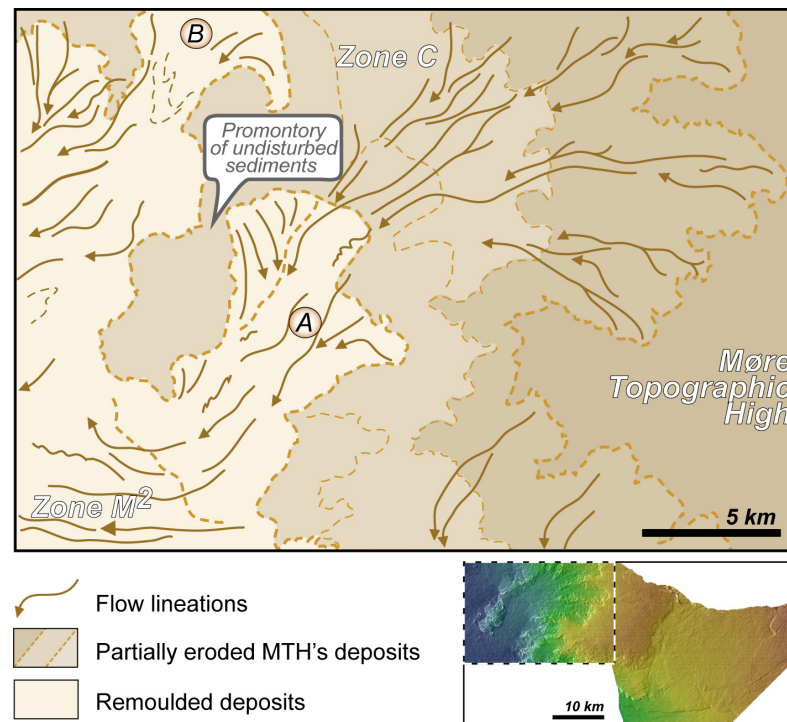 B
Zone C
Promontory
of undisturbed
sediments
A
Møre
Topographic
High
Zone M²
5 km
Flow lineations
Partially eroded MTH's deposits
Remoulded deposits
10 km